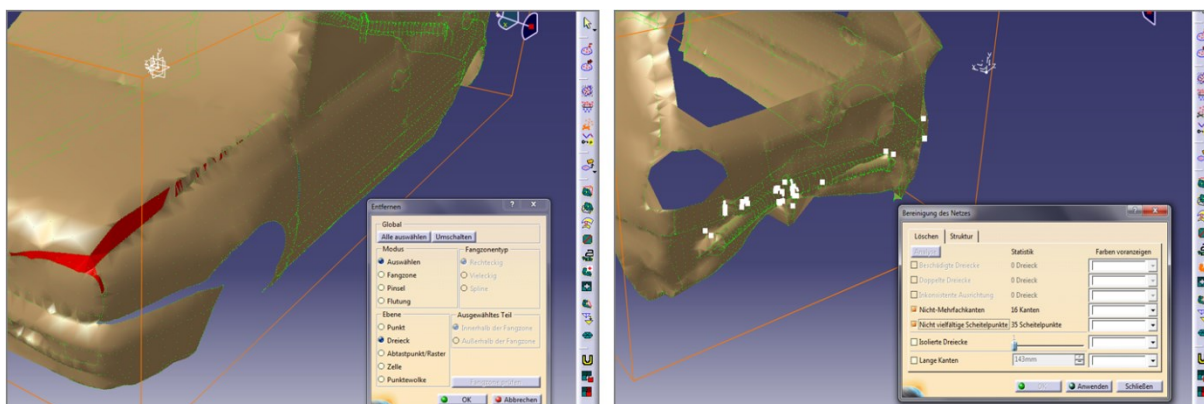 Entfernen
Global
Alle auswählen Umschalten
Modus
Auswählen
Fangzone
Pinsel
Flutung
Fangzonentyp
Rechteckig
Vieleckig
Spline
Ebene
Punkt
Dreieck
Abtastpunkt/Raster
Zelle
Punktewolke
Ausgewähltes Teil
Innerhalb der Fangzone
Außerhalb der Fangzone
Fangzone prüfen
OK Abbrechen
Bereinigung des Netzes
Löschen Struktur
Statistik Farben voranzeigen
Beschädigte Dreiecke 0 Dreieck
Doppelte Dreiecke 0 Dreieck
Inkonsistente Ausrichtung 0 Dreieck
Nicht-Mehrfachkanten 16 Kanten
Nicht vielfältige Scheitelpunkte 35 Scheitelpunkte
Isolierte Dreiecke
Lange Kanten 143mm
OK Anwenden Schließen